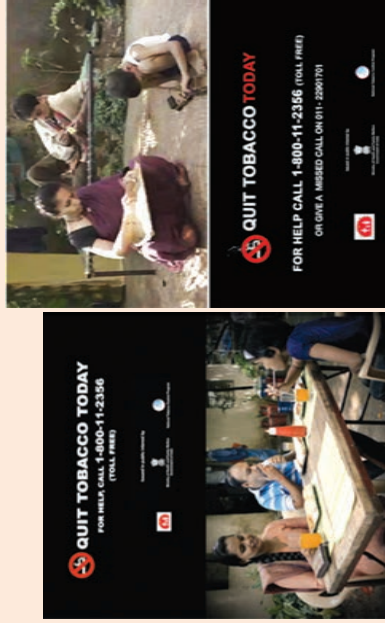 QUIT TOBACCO TODAY
FOR HELP CALL 1-800-11-2356 (TOLL FREE)
OR GIVE A MISSED CALL ON 011- 22901701
QUIT TOBACCO TODAY
FOR HELP, CALL 1-800-11-2356
(TOLL FREE)